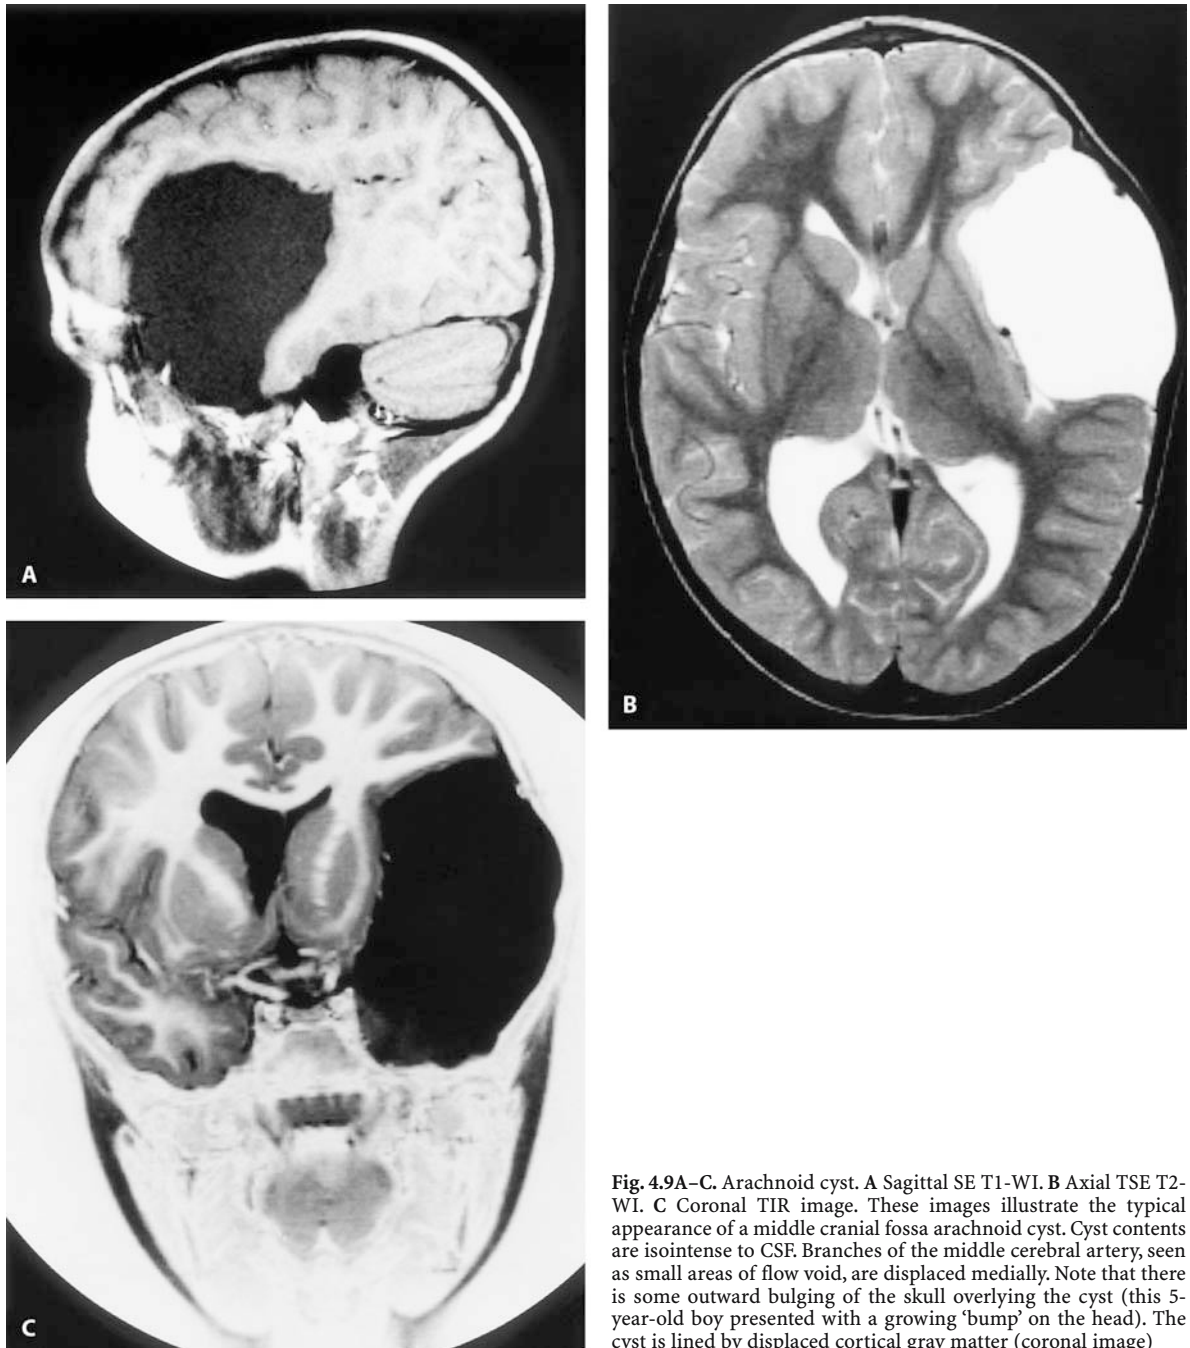 A
B
C
Fig. 4.9A–C. Arachnoid cyst. A Sagittal SE T1-WI. B Axial TSE T2-
WI. C Coronal TIR image. These images illustrate the typical
appearance of a middle cranial fossa arachnoid cyst. Cyst contents
are isointense to CSF. Branches of the middle cerebral artery, seen
as small areas of flow void, are displaced medially. Note that there
is some outward bulging of the skull overlying the cyst (this 5-
year-old boy presented with a growing ‘bump’ on the head). The
cyst is lined by displaced cortical gray matter (coronal image)